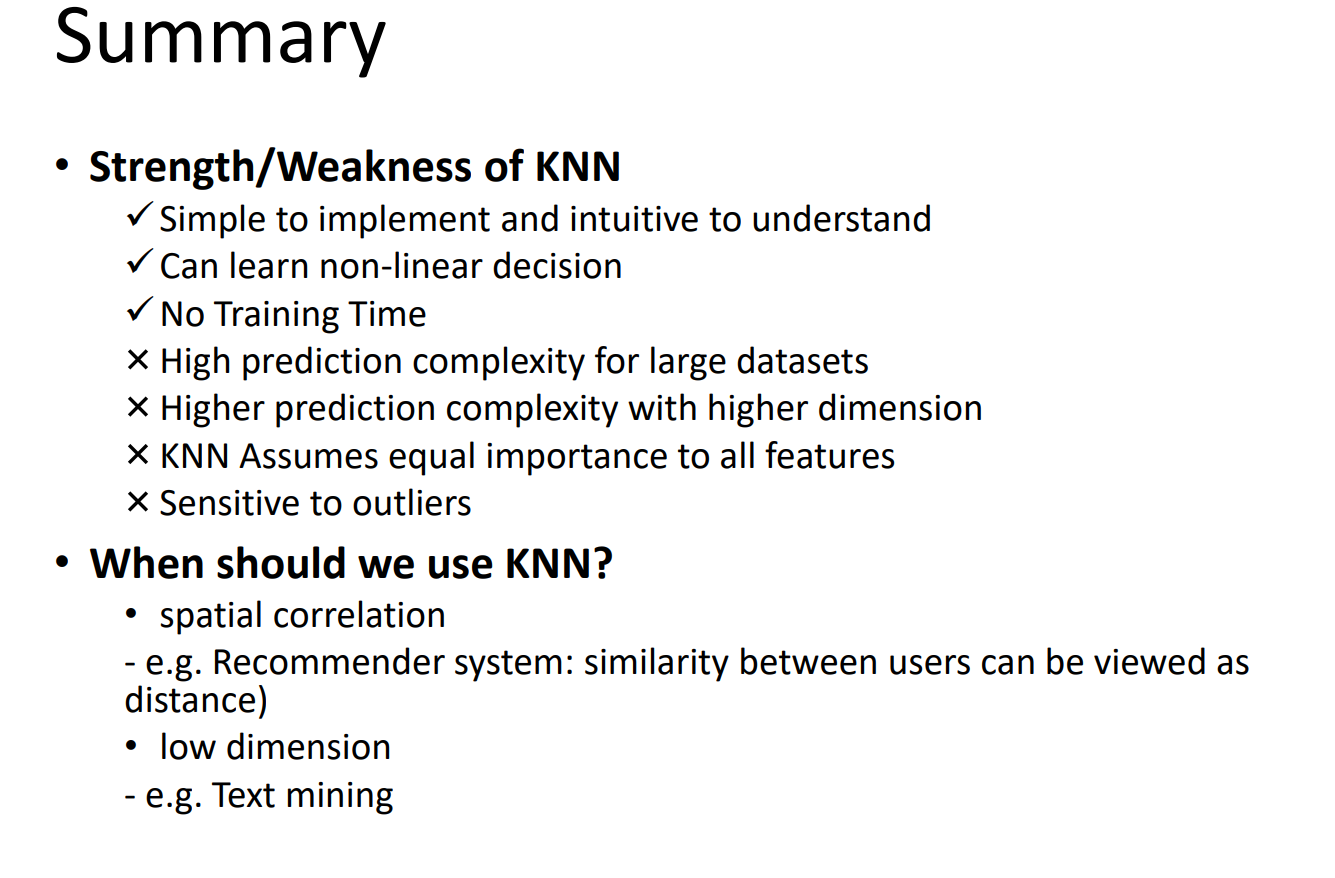 Summary
• Strength/Weakness of KNN
✓ Simple to implement and intuitive to understand
✓ Can learn non-linear decision
✓ No Training Time
× High prediction complexity for large datasets
× Higher prediction complexity with higher dimension
× KNN Assumes equal importance to all features
× Sensitive to outliers
• When should we use KNN?
• spatial correlation
- e.g. Recommender system: similarity between users can be viewed as
distance)
• low dimension
- e.g. Text mining